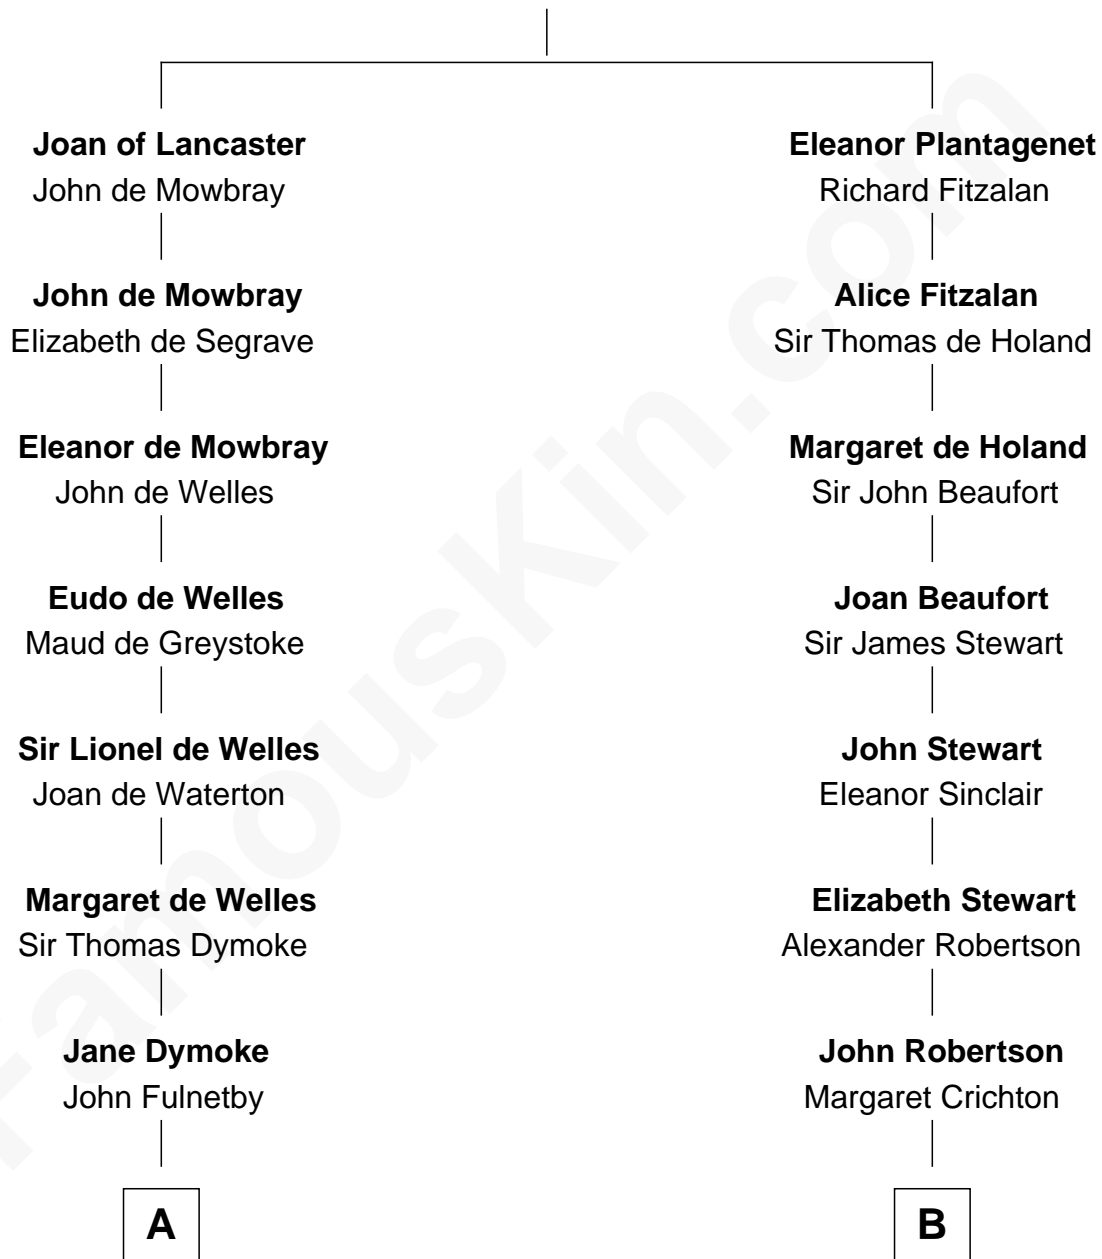 Joan of Lancaster
John de Mowbray
John de Mowbray
Elizabeth de Segrave
Eleanor de Mowbray
John de Welles
Eudo de Welles
Maud de Greystoke
Sir Lionel de Welles
Joan de Waterton
Margaret de Welles
Sir Thomas Dymoke
Jane Dymoke
John Fulnetby
A
Eleanor Plantagenet
Richard Fitzalan
Alice Fitzalan
Sir Thomas de Holand
Margaret de Holand
Sir John Beaufort
Joan Beaufort
Sir James Stewart
John Stewart
Eleanor Sinclair
Elizabeth Stewart
Alexander Robertson
John Robertson
Margaret Crichton
B
FamousKin.com